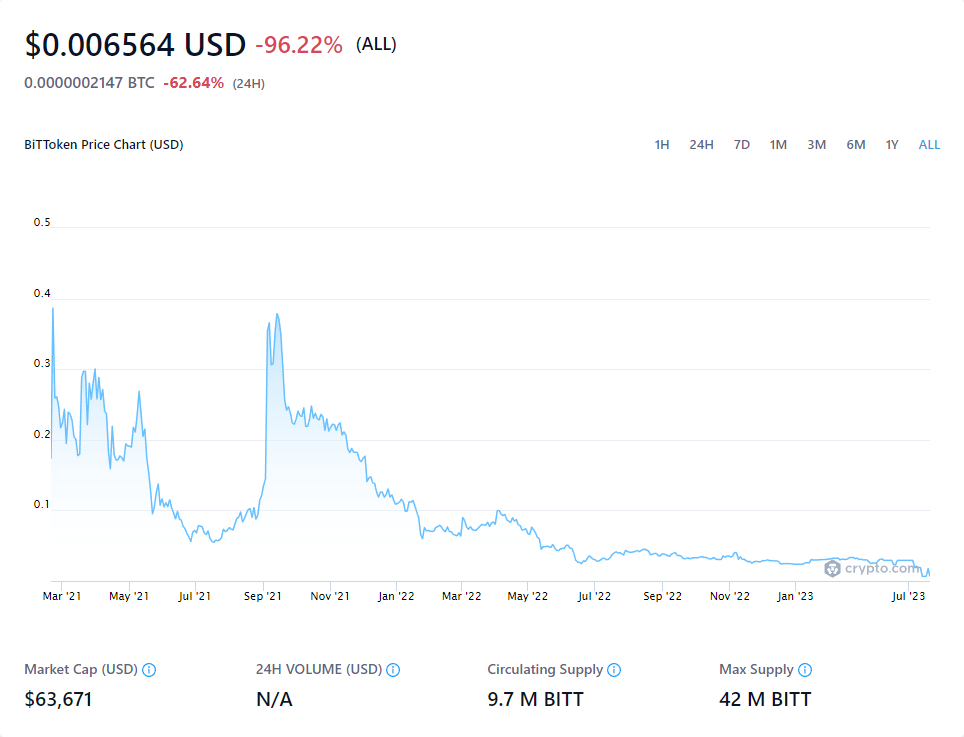 $0.006564 USD -96.22% (ALL)
0.0000002147 BTC -62.64% (24H)
BiTToken Price Chart (USD) 1H 24H 7D 1M 3M 6M 1Y ALL
0.5
0.4
0.3
0.2
0.1
crypto.com
Mar '21 May '21 Jul '21 Sep '21 Nov '21 Jan '22 Mar '22 May '22 Jul '22 Sep '22 Nov '22 Jan '23 Jul '23
Market Cap (USD) 24H VOLUME (USD) Circulating Supply Max Supply
$63,671 N/A 9.7 M BITT 42 M BITT